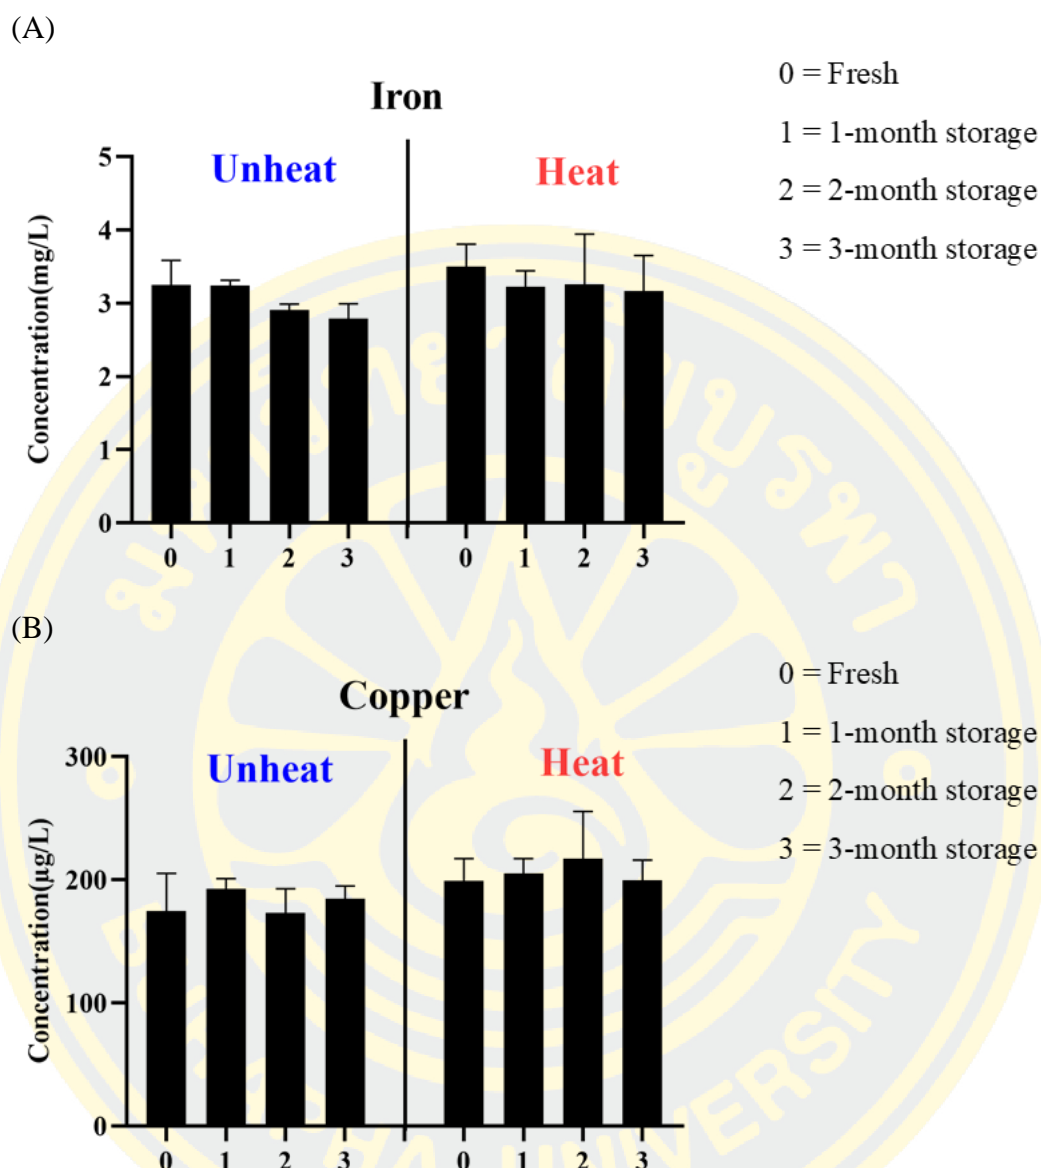 (A)
Iron
0 = Fresh
1 = 1-month storage
2 = 2-month storage
3 = 3-month storage
Unheat
Heat
Concentration(mg/L)
5
4
3
2
1
0
0 1 2 3 0 1 2 3
(B)
Copper
0 = Fresh
1 = 1-month storage
2 = 2-month storage
3 = 3-month storage
Unheat
Heat
Concentration(µg/L)
300
200
100
0
0 1 2 3 0 1 2 3
UNIVERSITY